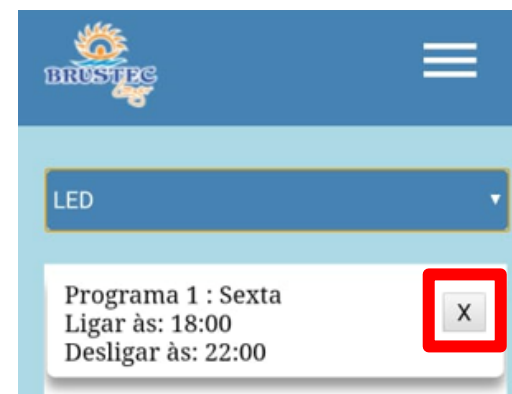 BRUSTEC
LED
Programa 1 : Sexta
Ligar às: 18:00
X
Desligar às: 22:00